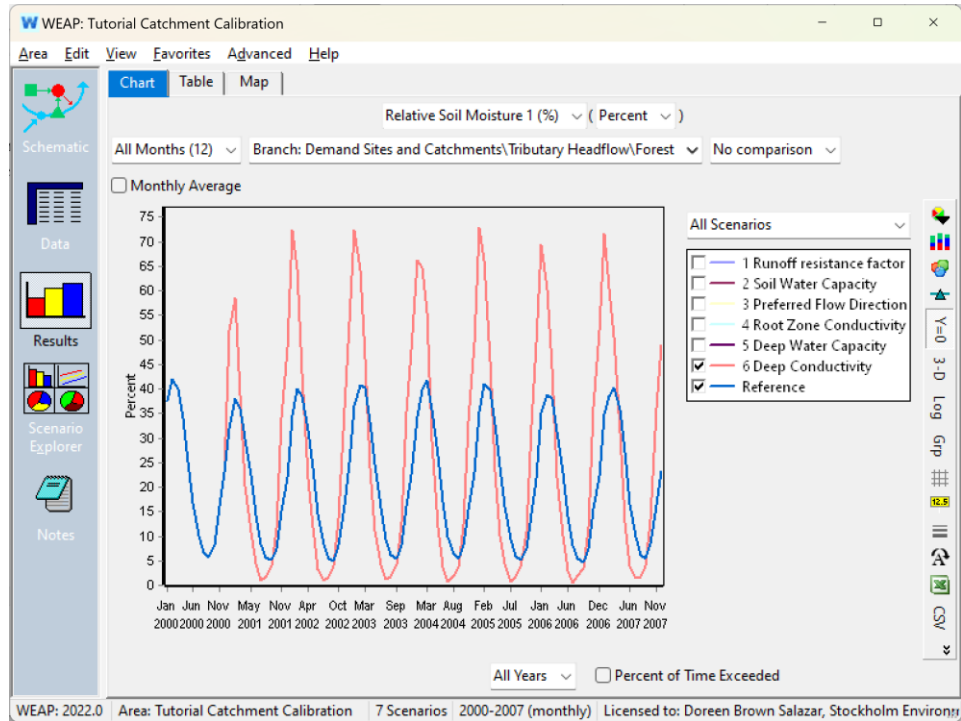 WEAP: Tutorial Catchment Calibration
Area Edit View Favorites Advanced Help
Chart Table Map
Relative Soil Moisture 1 (%) ( Percent )
All Months (12) Branch: Demand Sites and Catchments\Tributary Headflow\Forest No comparison
Monthly Average
Schematic
Data
Results
Scenario
Explorer
Notes
All Scenarios
1 Runoff resistance factor
2 Soil Water Capacity
3 Preferred Flow Direction
4 Root Zone Conductivity
5 Deep Water Capacity
6 Deep Conductivity
Reference
Percent
75
70
65
60
55
50
45
40
35
30
25
20
15
10
5
0
Jan Jun Nov May Nov Apr Oct Mar Sep Mar Aug Feb Jul Jan Jun Dec Jun Nov
2000 2000 2000 2001 2001 2002 2002 2003 2003 2004 2004 2005 2005 2006 2006 2006 2007 2007
Y=0
3-D
Log
Grp
12.5
CSV
All Years Percent of Time Exceeded
WEAP: 2022.0 Area: Tutorial Catchment Calibration 7 Scenarios 2000-2007 (monthly) Licensed to: Doreen Brown Salazar, Stockholm Environ